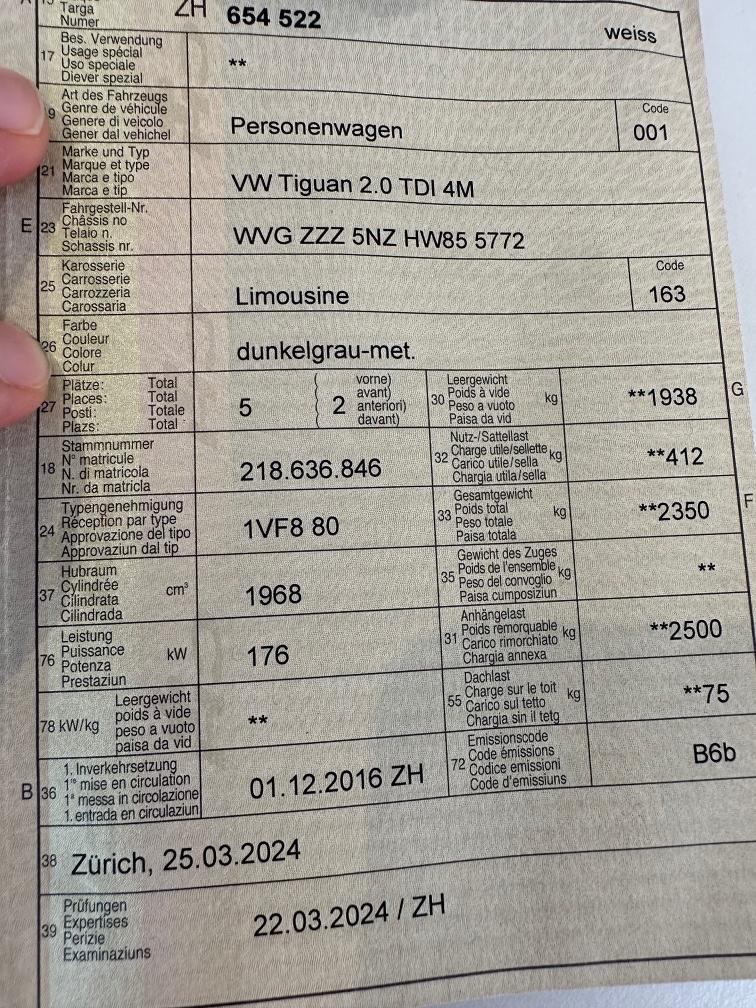 15 Targa
Numer
ZH 654 522
weiss
17 Bes. Verwendung
Usage spécial
Uso speciale
Diever spezial
**
Art des Fahrzeugs
9 Genre de véhicule
Genere di veicolo
Gener dal vehichel
Personenwagen
Code
001
21 Marke und Typ
Marque et type
Marca e tipo
Marca e tip
VW Tiguan 2.0 TDI 4M
E 23 Fahrgestell-Nr.
Châssis no
Telaio n.
Schassis nr.
WVG ZZZ 5NZ HW85 5772
25 Karosserie
Carrosserie
Carrozzeria
Carossaria
Limousine
Code
163
26 Farbe
Couleur
Colore
Colur
dunkelgrau-met.
27 Plätze: Total
Places: Total
Posti: Totale
Plazs: Total
5
( 2 vorne)
avant)
anteriori)
davant)
30 Leergewicht
Poids à vide
Peso a vuoto
Paisa da vid
kg
**1938
G
18 Stammnummer
N° matricule
N. di matricola
Nr. da matricla
218.636.846
32 Nutz-/Sattellast
Charge utile/sellette kg
Carico utile/sella
Chargia utila/sella
**412
24 Typengenehmigung
Réception par type
Approvazione del tipo
Approvaziun dal tip
1VF8 80
33 Gesamtgewicht
Poids total
Peso totale
Paisa totala
kg
**2350
F
37 Hubraum
Cylindrée
Cilindrata
Cilindrada
cm³
1968
35 Gewicht des Zuges
Poids de l'ensemble kg
Peso del convoglio
Paisa cumposiziun
**
76 Leistung
Puissance
Potenza
Prestaziun
kW
176
31 Anhängelast
Poids remorquable kg
Carico rimorchiato
Chargia annexa
**2500
78 kW/kg Leergewicht
poids à vide
peso a vuoto
paisa da vid
**
55 Dachlast
Charge sur le toit kg
Carico sul tetto
Chargia sin il tetg
**75
B 36 1. Inverkehrsetzung
1re mise en circulation
1a messa in circolazione
1. entrada en circulaziun
01.12.2016 ZH
72 Emissionscode
Code émissions
Codice emissioni
Code d'emissiuns
B6b
38 Zürich, 25.03.2024
39 Prüfungen
Expertises
Perizie
Examinaziuns
22.03.2024 / ZH